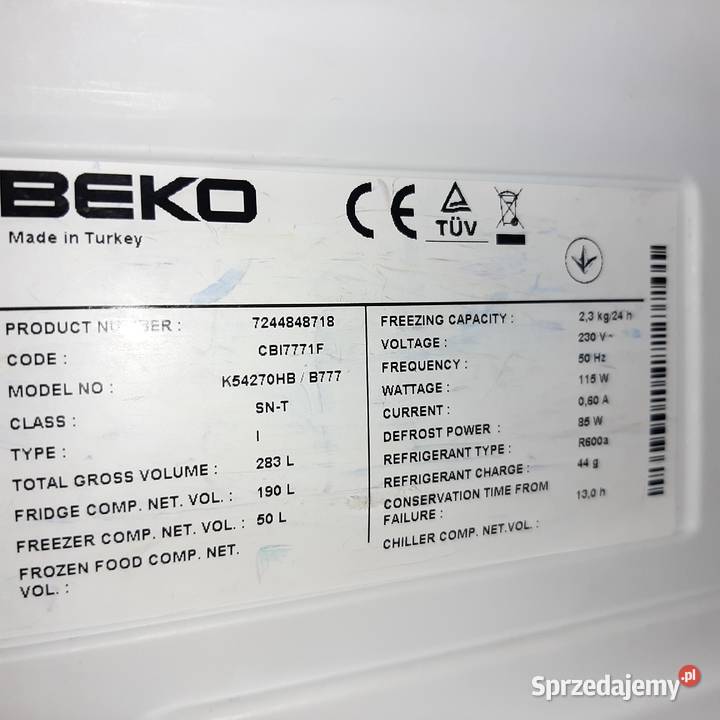 BEKO
Made in Turkey
CE
TÜV
PRODUCT NUMBER : 7244848718
CODE : CBI7771F
MODEL NO : K54270HB / B777
CLASS : SN-T
TYPE : I
TOTAL GROSS VOLUME : 283 L
FRIDGE COMP. NET. VOL. : 190 L
FREEZER COMP. NET. VOL. : 50 L
FROZEN FOOD COMP. NET.
VOL. :
FREEZING CAPACITY : 2,3 kg/24 h
VOLTAGE : 230 V~
FREQUENCY : 50 Hz
WATTAGE : 115 W
CURRENT : 0,60 A
DEFROST POWER : 85 W
REFRIGERANT TYPE : R600a
REFRIGERANT CHARGE : 44 g
CONSERVATION TIME FROM
FAILURE : 13,0 h
CHILLER COMP. NET.VOL. :
Sprzedajemy.pl